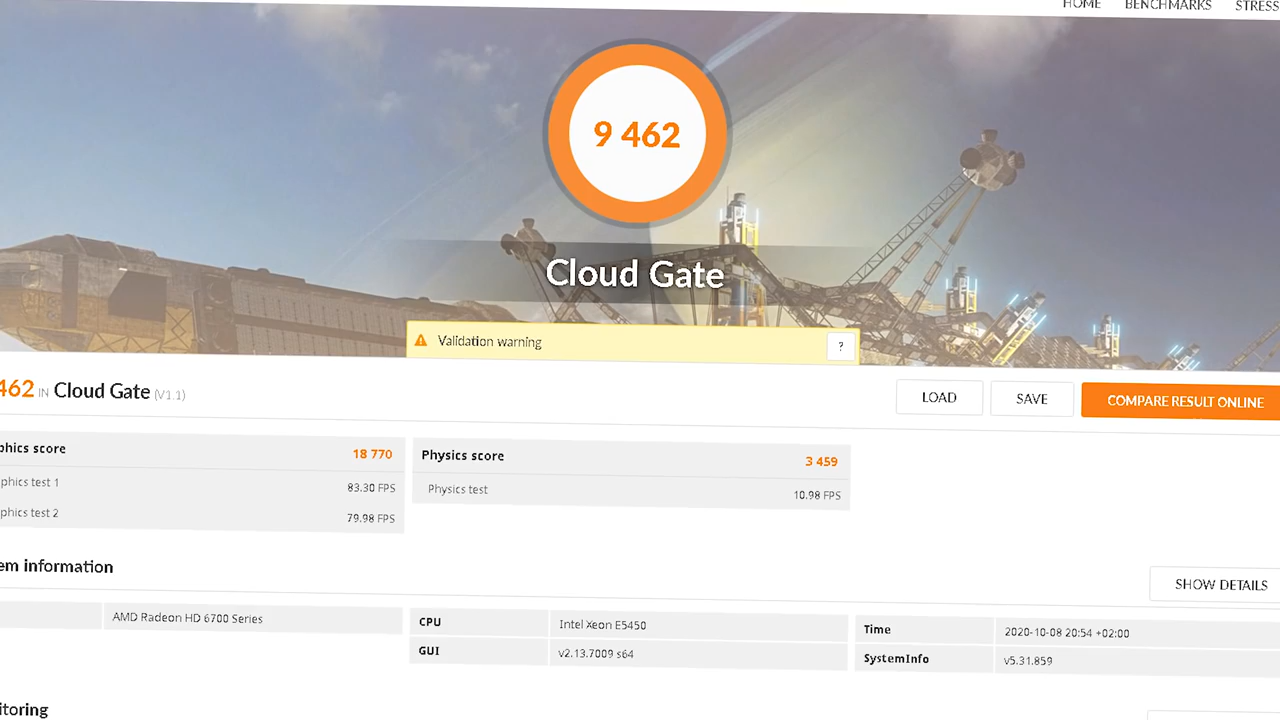 HOME BENCHMARKS STRESS
9 462
Cloud Gate
Validation warning ?
462 IN Cloud Gate (V1.1)
LOAD SAVE COMPARE RESULT ONLINE
phics score 18 770
phics test 1 83.30 FPS
phics test 2 79.98 FPS
Physics score 3 459
Physics test 10.98 FPS
em information
SHOW DETAILS
AMD Radeon HD 6700 Series
CPU Intel Xeon E5450
GUI v2.13.7009 s64
Time 2020-10-08 20:54 +02:00
SystemInfo v5.31.859
itoring